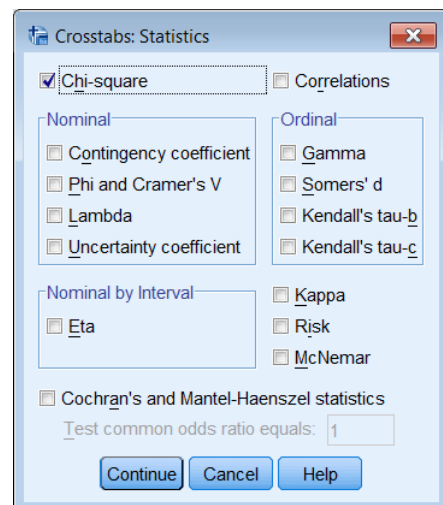 Crosstabs: Statistics
Chi-square
Correlations
Nominal
Contingency coefficient
Phi and Cramer's V
Lambda
Uncertainty coefficient
Ordinal
Gamma
Somers' d
Kendall's tau-b
Kendall's tau-c
Nominal by Interval
Eta
Kappa
Risk
McNemar
Cochran's and Mantel-Haenszel statistics
Test common odds ratio equals: 1
Continue Cancel Help